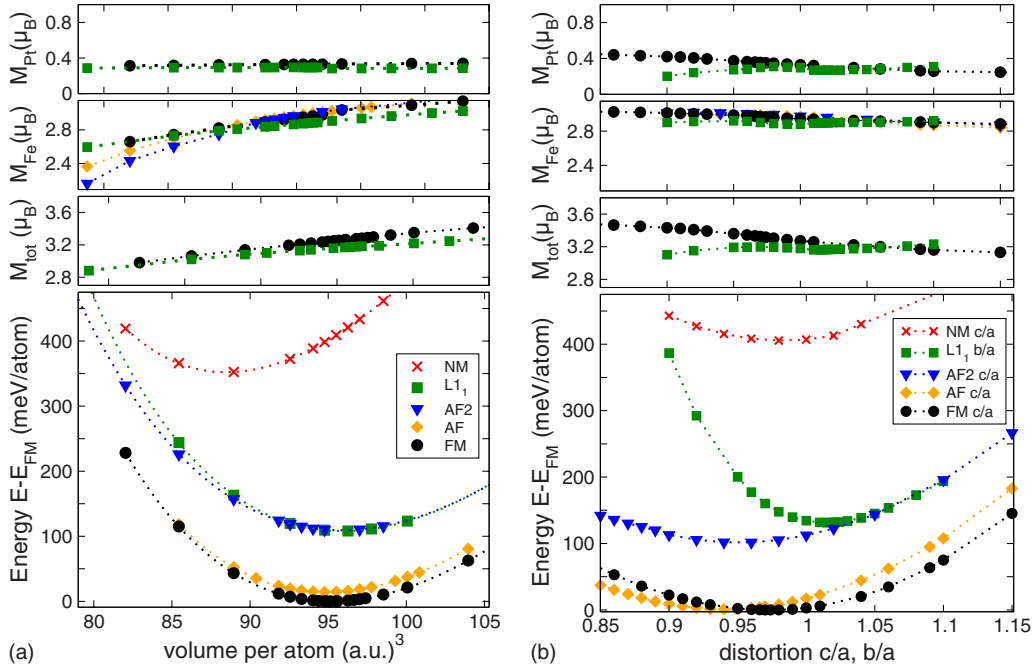 0.8
0.4
0
M_Pt(μ_B)
2.8
2.4
M_Fe(μ_B)
3.6
3.2
2.8
M_tot(μ_B)
400
300
200
100
0
Energy E-E_FM (meV/atom)
NM
L1_1
AF2
AF
FM
80 85 90 95 100 105
(a) volume per atom (a.u.)^3
0.8
0.4
0
M_Pt(μ_B)
2.8
2.4
M_Fe(μ_B)
3.6
3.2
2.8
M_tot(μ_B)
400
300
200
100
0
Energy E-E_FM (meV/atom)
NM c/a
L1_1 b/a
AF2 c/a
AF c/a
FM c/a
0.85 0.9 0.95 1 1.05 1.1 1.15
(b) distortion c/a, b/a